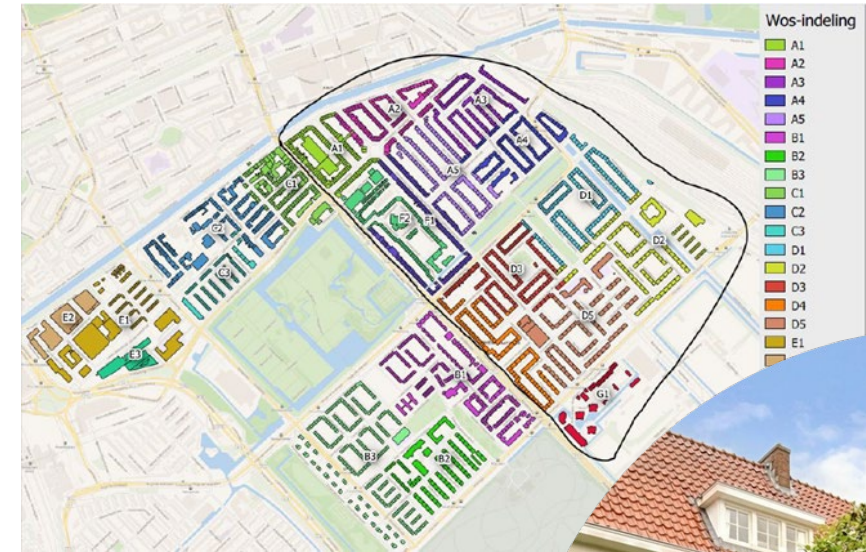 Wos-indeling
A1
A2
A3
A4
A5
B1
B2
B3
C1
C2
C3
D1
D2
D3
D4
D5
E1
A3
A2
A4
A1
A5
C1
D1
F2
F1
C2
D2
D3
C3
D5
E2
E1
E3
B1
G1
B3
B2